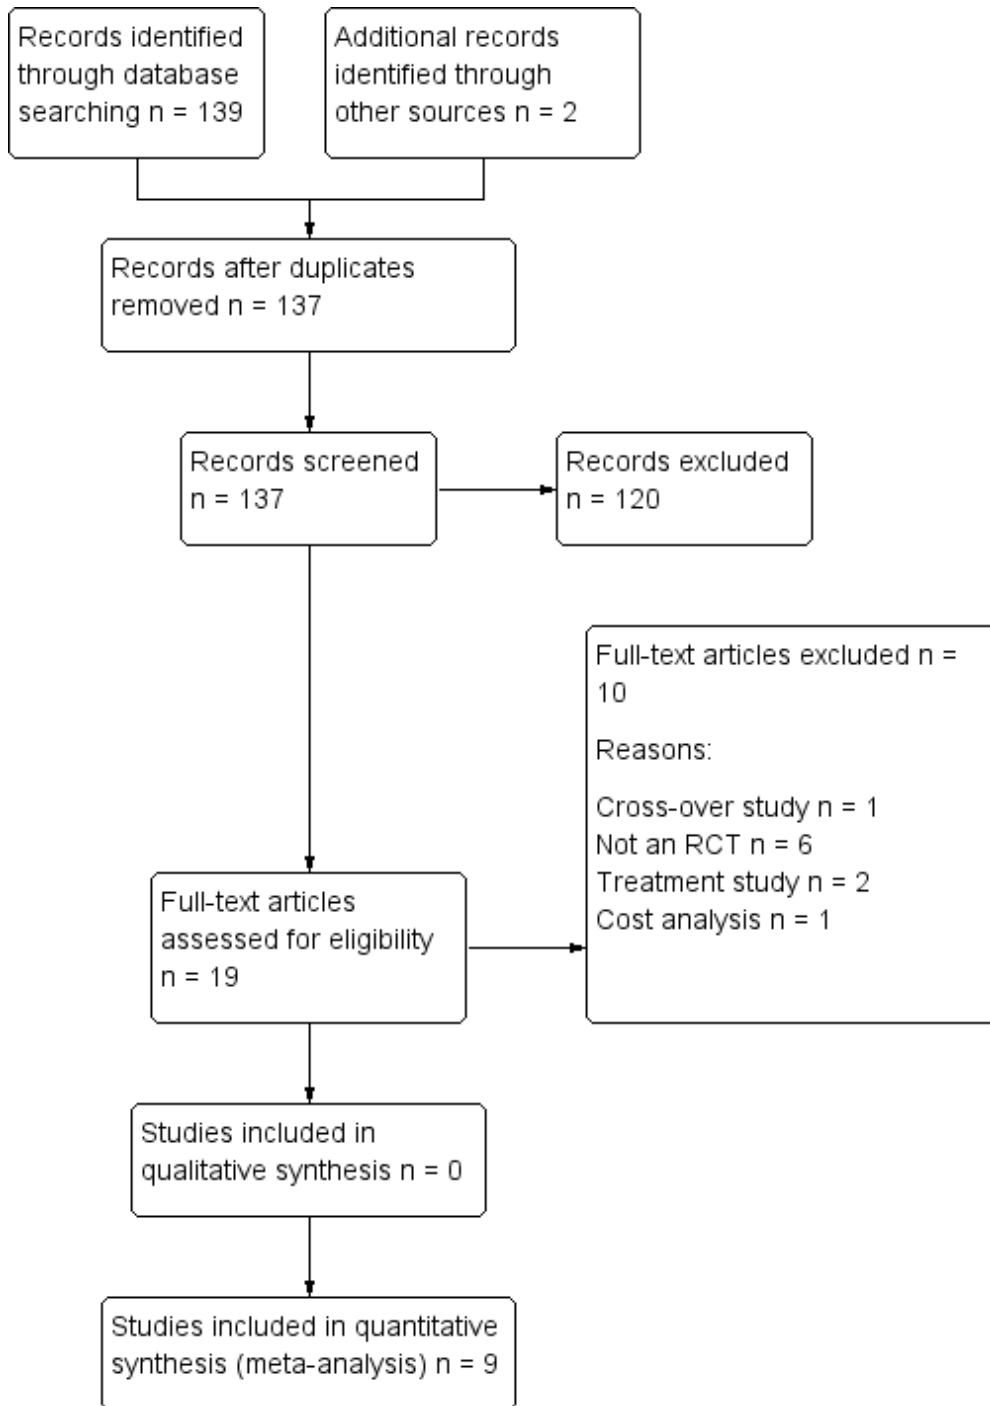 Records identified
through database
searching n = 139
Additional records
identified through
other sources n = 2
Records after duplicates
removed n = 137
Records screened
n = 137
Records excluded
n = 120
Full-text articles excluded n =
10
Reasons:
Cross-over study n = 1
Not an RCT n = 6
Treatment study n = 2
Cost analysis n = 1
Full-text articles
assessed for eligibility
n = 19
Studies included in
qualitative synthesis n = 0
Studies included in quantitative
synthesis (meta-analysis) n = 9